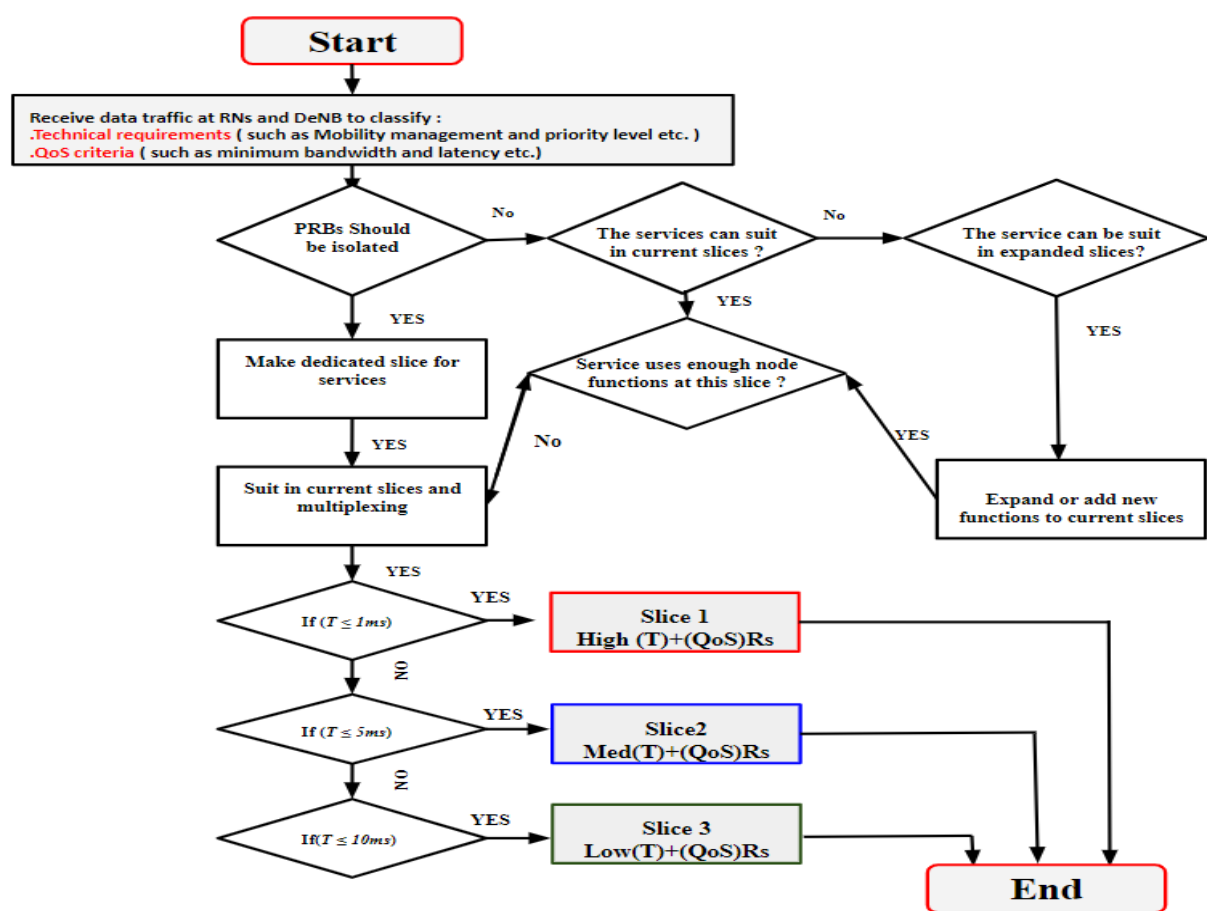 Start
Receive data traffic at RNs and DeNB to classify :
.Technical requirements ( such as Mobility management and priority level etc. )
.QoS criteria ( such as minimum bandwidth and latency etc.)
PRBs Should
be isolated
No
The services can suit
in current slices ?
No
The service can be suit
in expanded slices?
YES
YES
YES
Make dedicated slice for
services
Service uses enough node
functions at this slice ?
YES
No
YES
Suit in current slices and
multiplexing
Expand or add new
functions to current slices
YES
If (T ≤ 1ms)
YES
Slice 1
High (T)+(QoS)Rs
NO
If (T ≤ 5ms)
YES
Slice2
Med(T)+(QoS)Rs
NO
If(T ≤ 10ms)
YES
Slice 3
Low(T)+(QoS)Rs
End